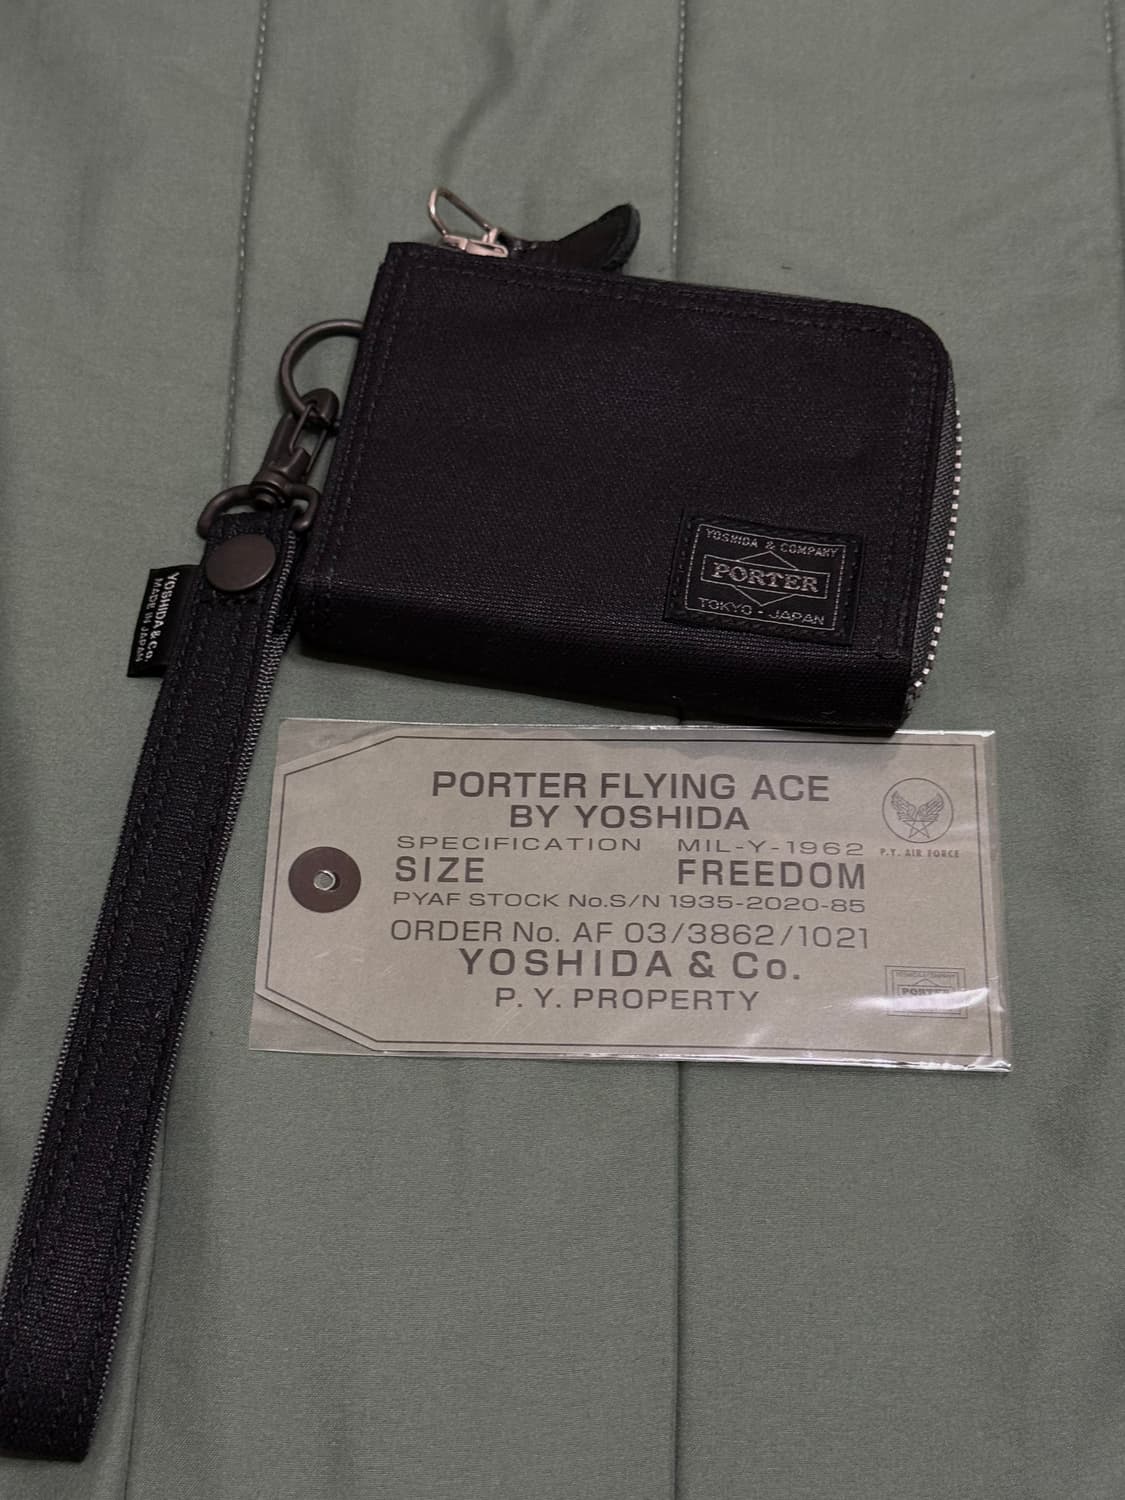 YOSHIDA & COMPANY
PORTER
TOKYO • JAPAN
YOSHIDA & Co.
MADE IN JAPAN
PORTER FLYING ACE
BY YOSHIDA
SPECIFICATION MIL-Y-1962
SIZE FREEDOM
PYAF STOCK No.S/N 1935-2020-85
ORDER No. AF 03/3862/1021
YOSHIDA & Co.
P. Y. PROPERTY
P.Y. AIR FORCE
PORTER